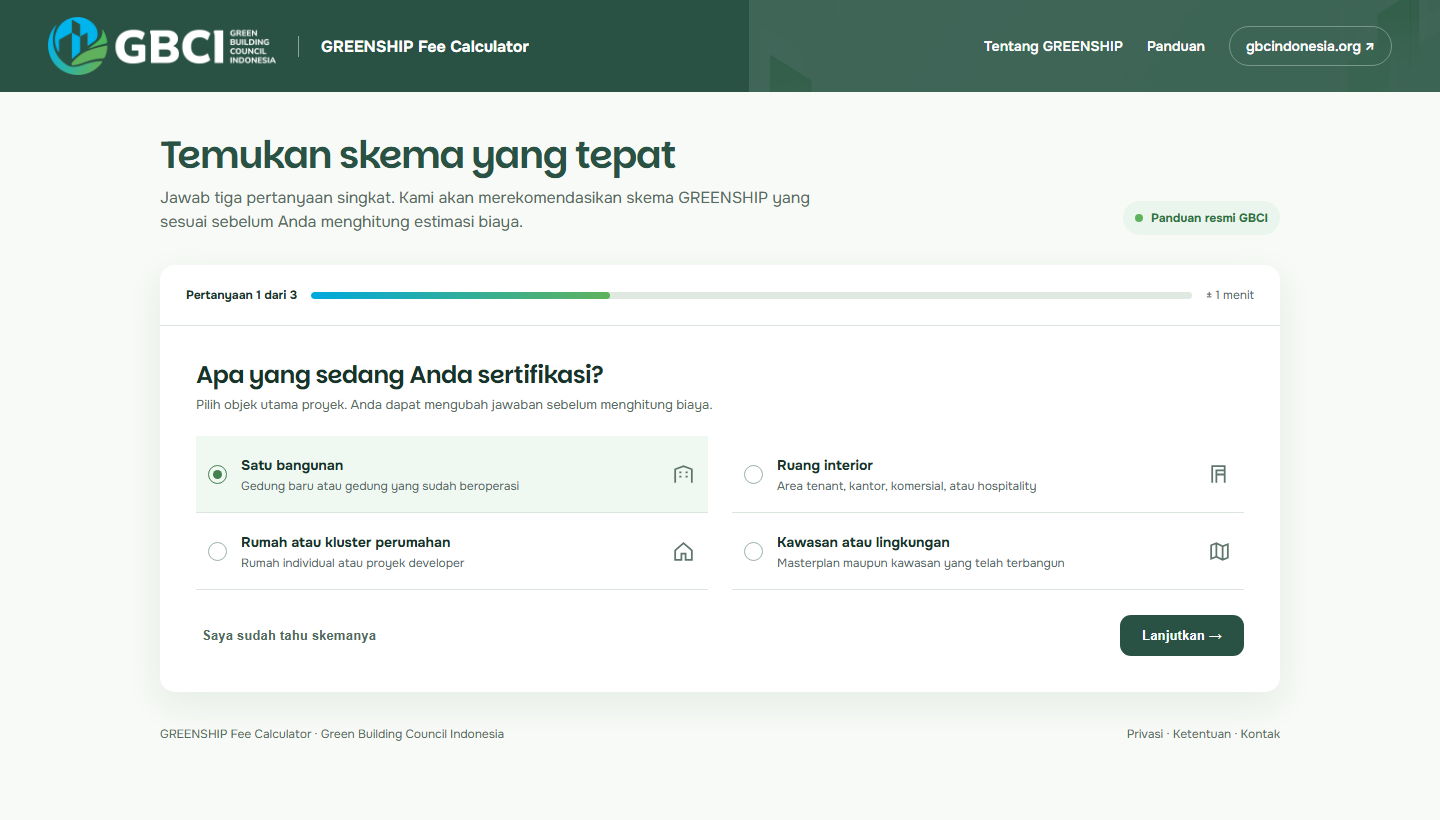 GBCI
GREEN
BUILDING
COUNCIL
INDONESIA
GREENSHIP Fee Calculator
Tentang GREENSHIP
Panduan
gbcindonesia.org ↗
Temukan skema yang tepat
Jawab tiga pertanyaan singkat. Kami akan merekomendasikan skema GREENSHIP yang
sesuai sebelum Anda menghitung estimasi biaya.
Panduan resmi GBCI
Pertanyaan 1 dari 3
± 1 menit
Apa yang sedang Anda sertifikasi?
Pilih objek utama proyek. Anda dapat mengubah jawaban sebelum menghitung biaya.
Satu bangunan
Gedung baru atau gedung yang sudah beroperasi
Ruang interior
Area tenant, kantor, komersial, atau hospitality
Rumah atau kluster perumahan
Rumah individual atau proyek developer
Kawasan atau lingkungan
Masterplan maupun kawasan yang telah terbangun
Saya sudah tahu skemanya
Lanjutkan →
GREENSHIP Fee Calculator · Green Building Council Indonesia
Privasi · Ketentuan · Kontak